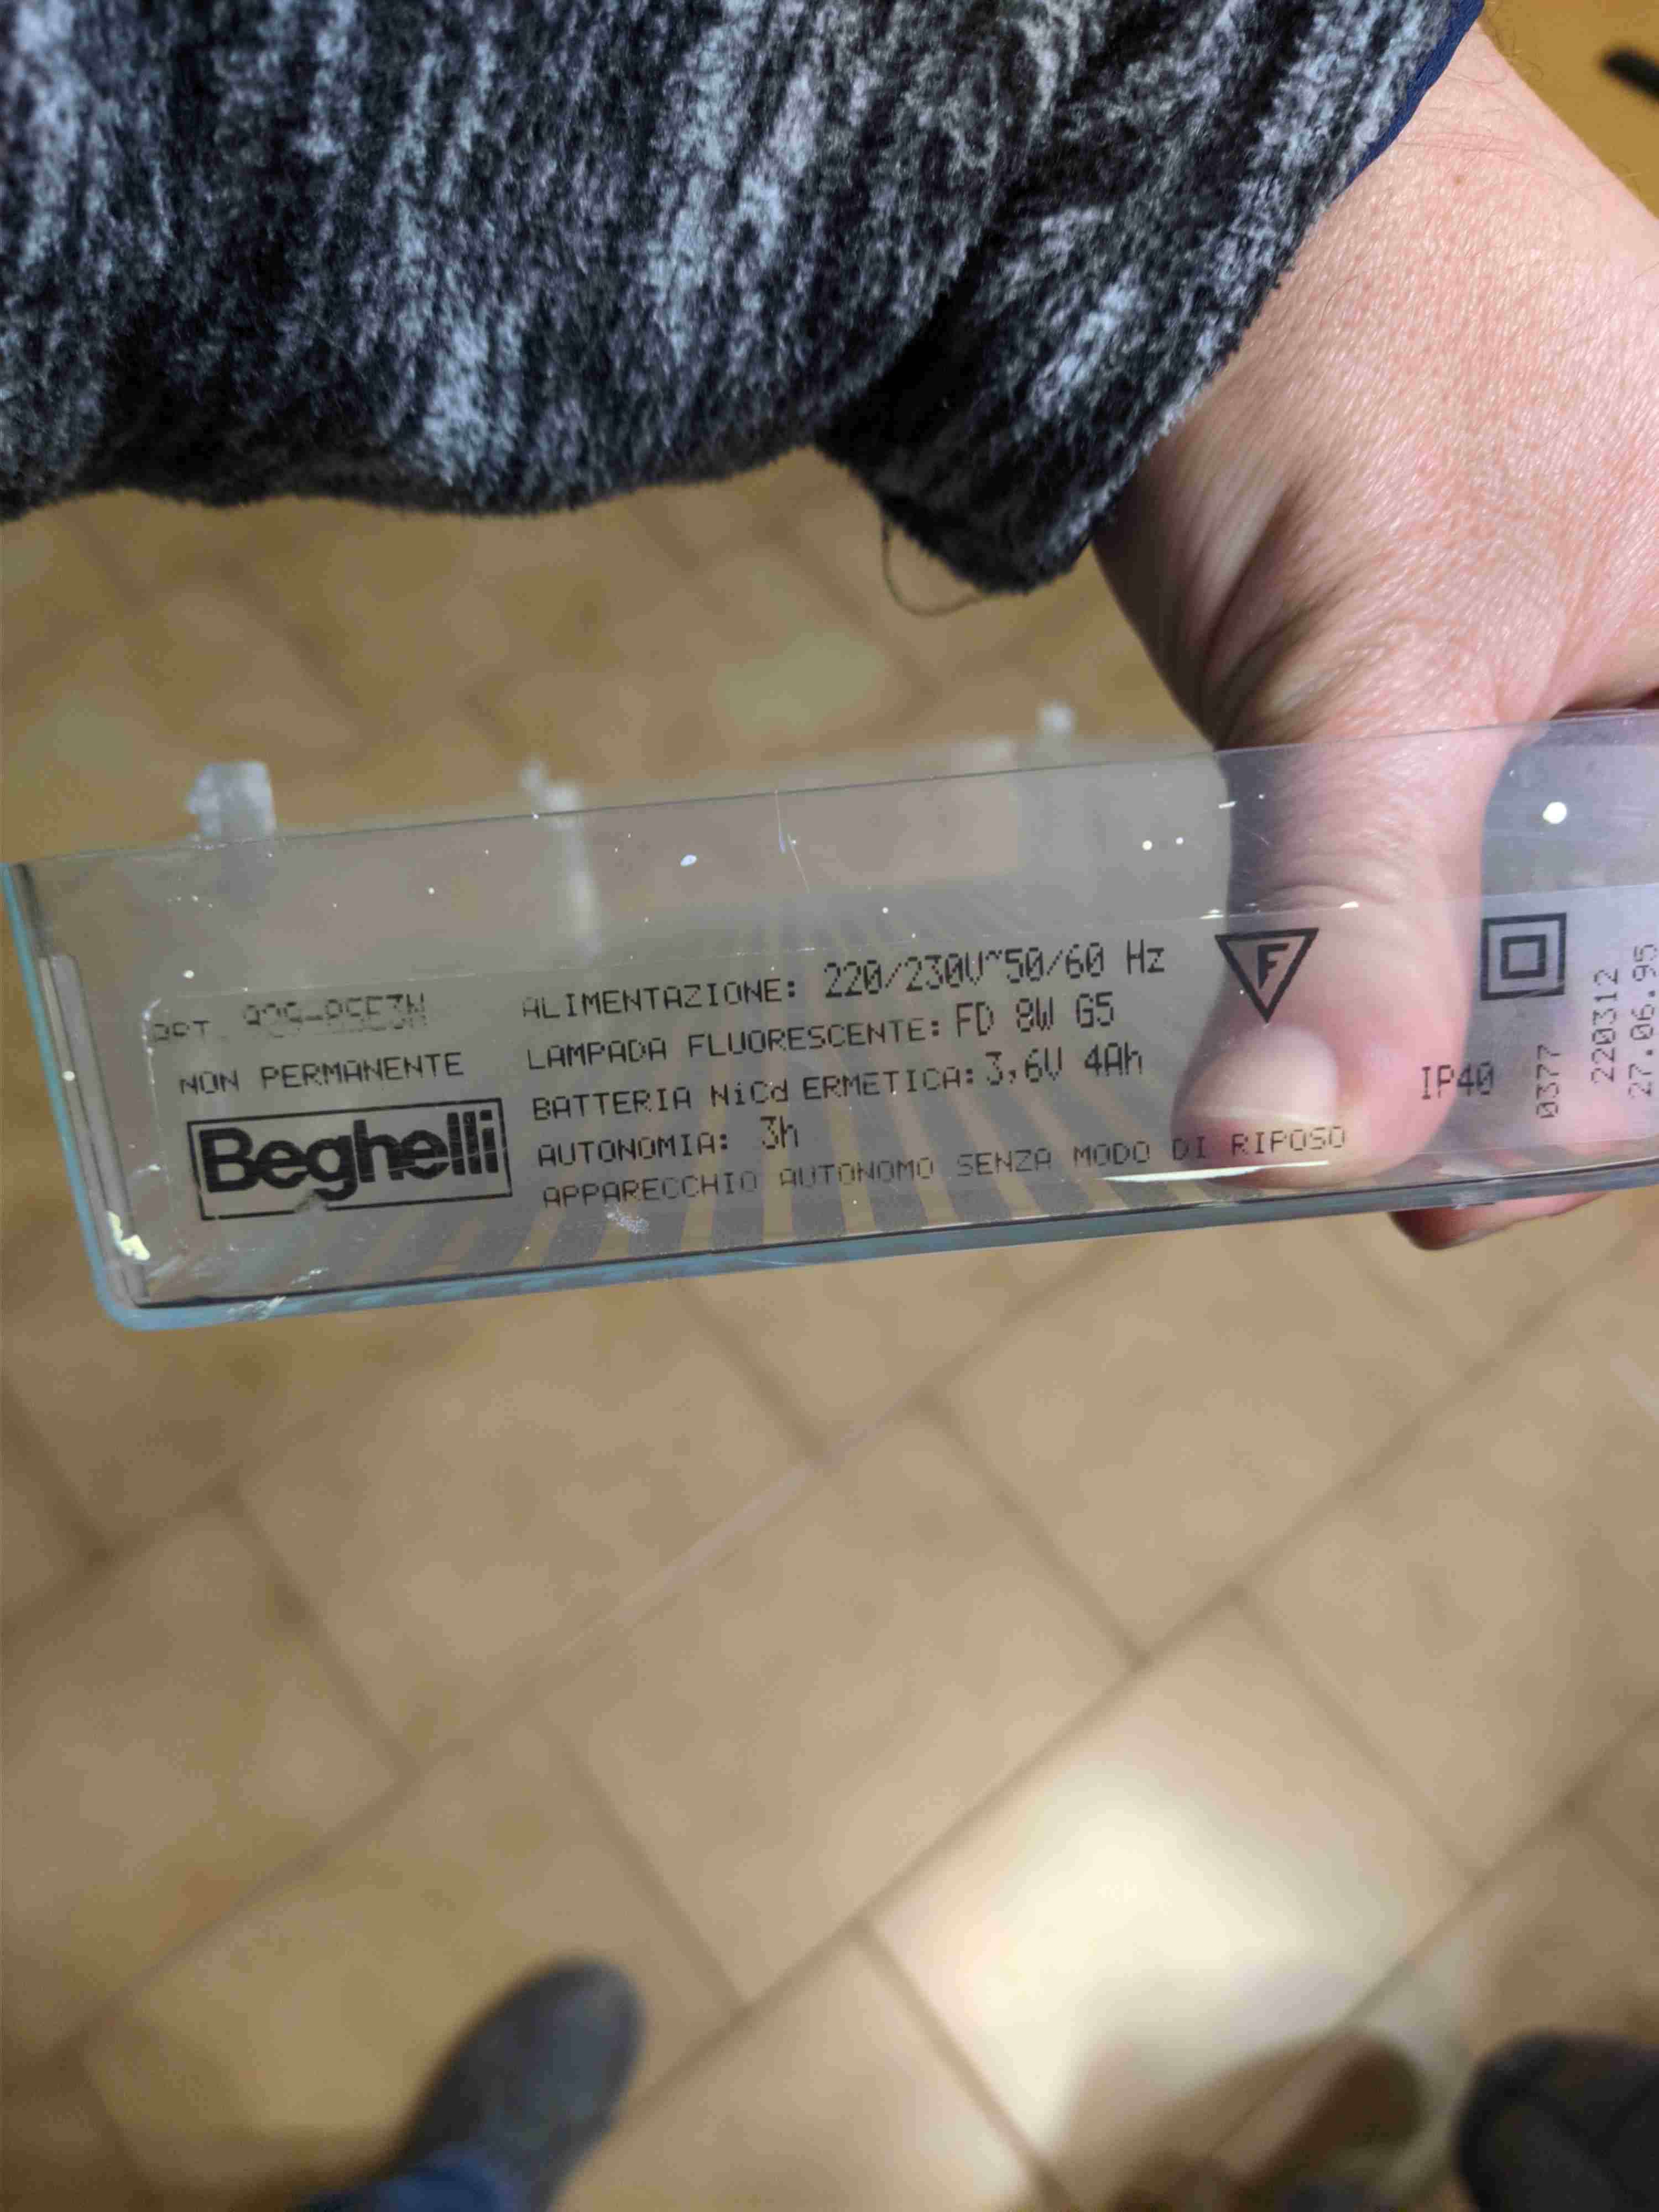 NON PERMANENTE
Beghelli
ALIMENTAZIONE: 220/230V~50/60 Hz
LAMPADA FLUORESCENTE: FD 8W G5
BATTERIA NiCd ERMETICA: 3,6V 4Ah
AUTONOMIA: 3h
APPARECCHIO AUTONOMO SENZA MODO DI RIPOSO
F
IP40
0377
220312
27.06.95